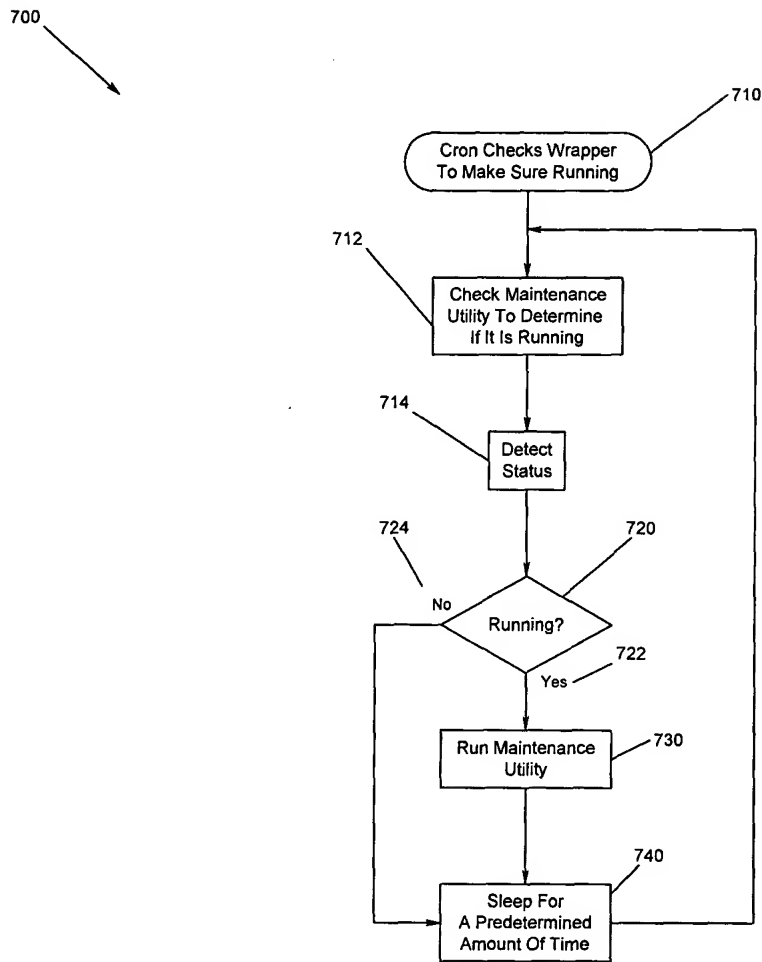 700
710
Cron Checks Wrapper
To Make Sure Running
712
Check Maintenance
Utility To Determine
If It Is Running
714
Detect
Status
724
720
No
Running?
722
Yes
Run Maintenance
Utility
730
740
Sleep For
A Predetermined
Amount Of Time